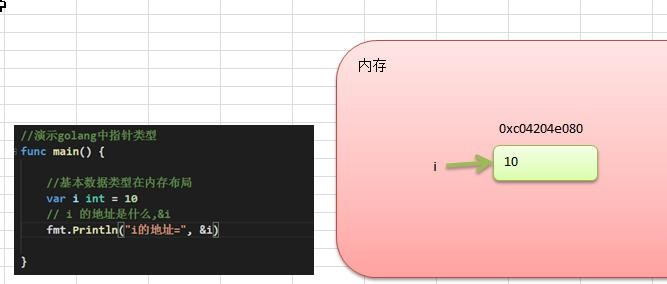 //演示golang中指针类型
func main() {
//基本数据类型在内存布局
var i int = 10
// i 的地址是什么,&i
fmt.Println("i的地址=", &i)
}
内存
0xc04204e080
i
10